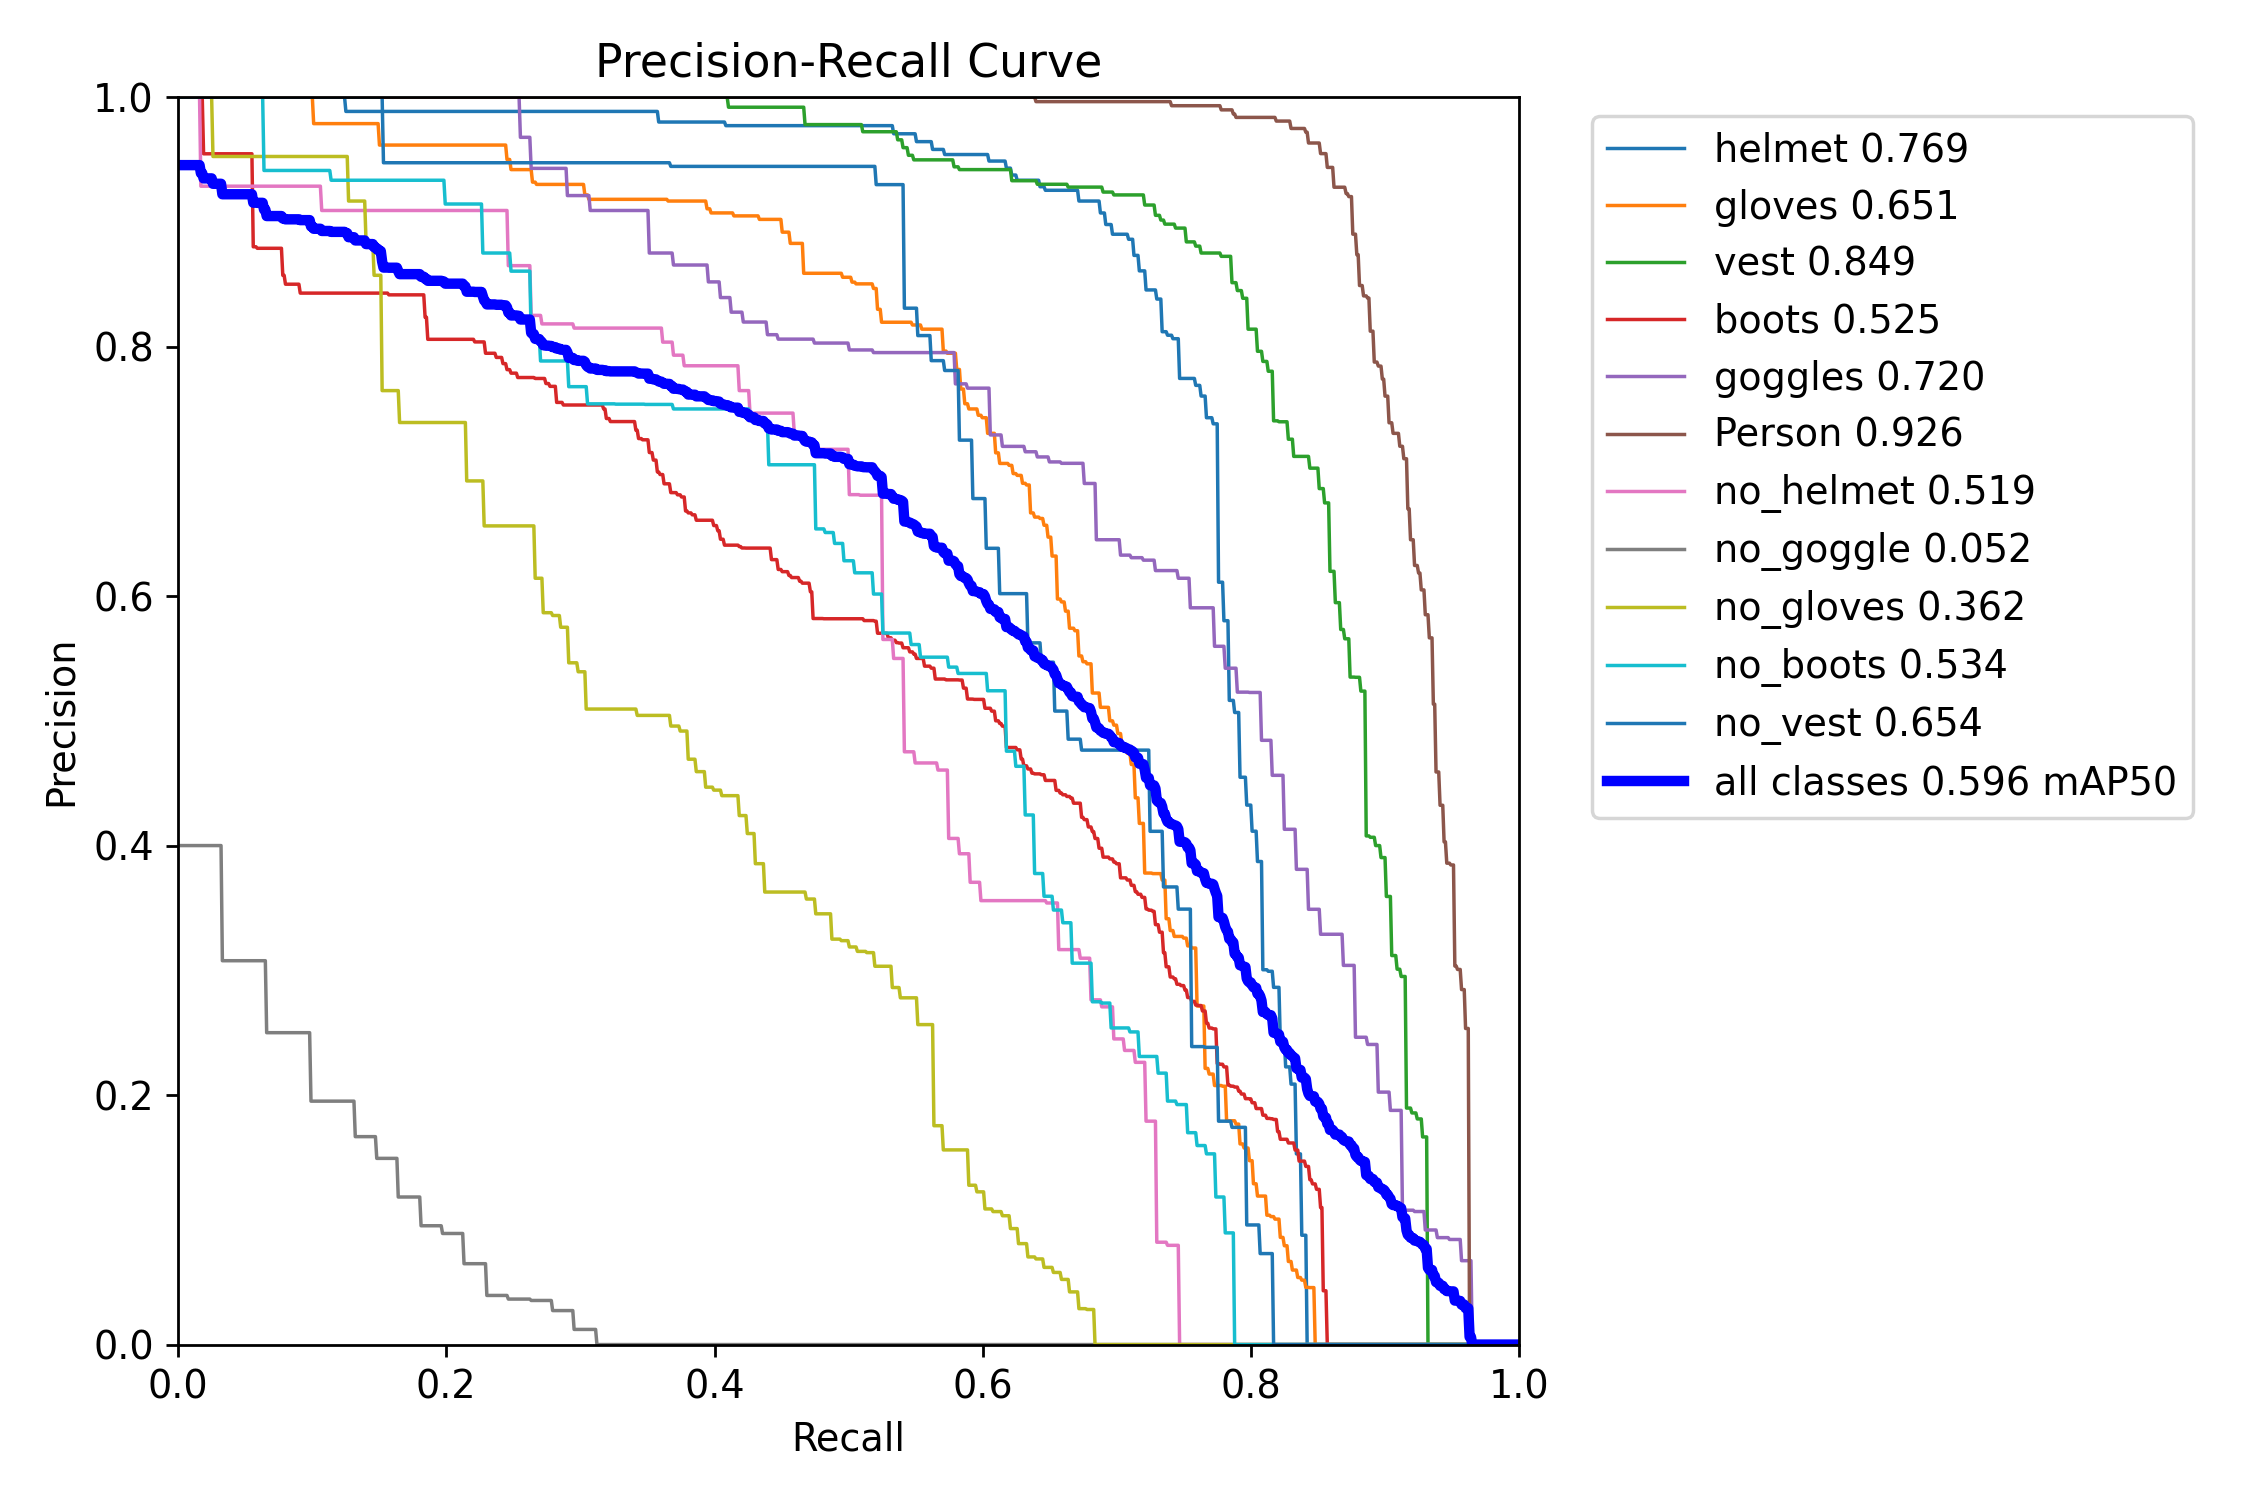 Precision-Recall Curve
1.0
0.8
0.6
0.4
0.2
0.0
Precision
0.0 0.2 0.4 0.6 0.8 1.0
Recall
helmet 0.769
gloves 0.651
vest 0.849
boots 0.525
goggles 0.720
Person 0.926
no_helmet 0.519
no_goggle 0.052
no_gloves 0.362
no_boots 0.534
no_vest 0.654
all classes 0.596 mAP50